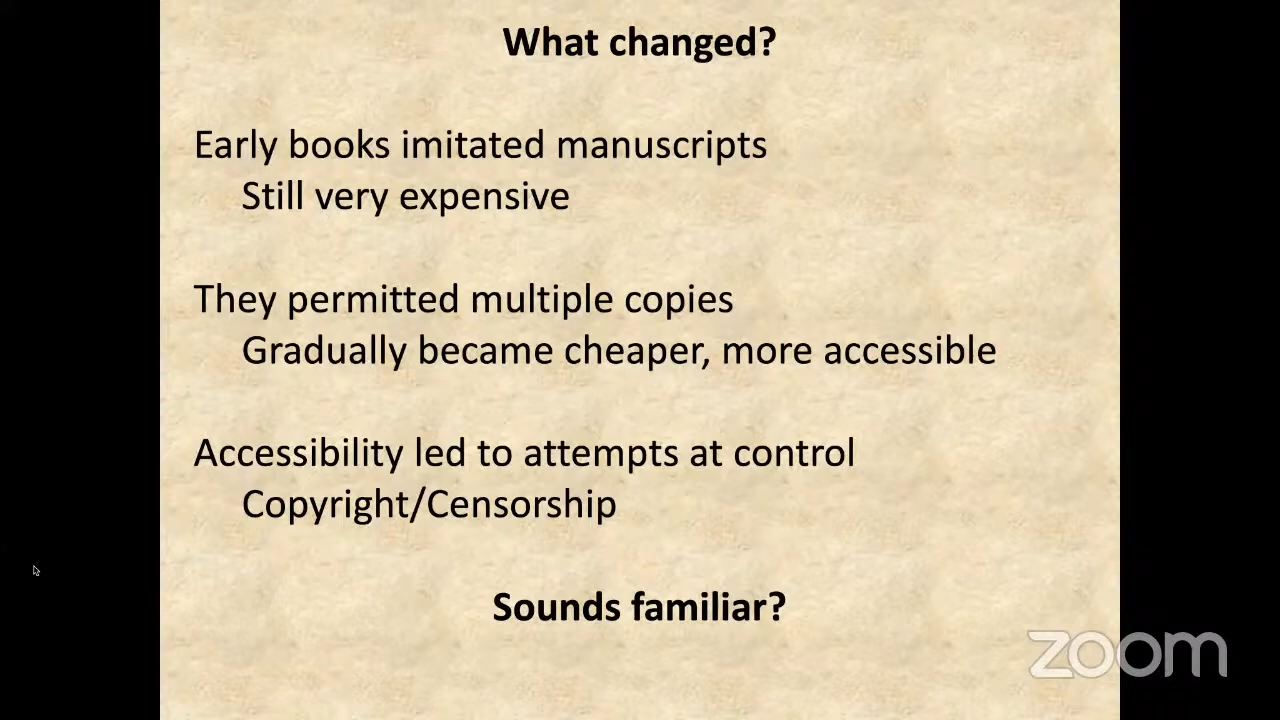 What changed?
Early books imitated manuscripts
Still very expensive
They permitted multiple copies
Gradually became cheaper, more accessible
Accessibility led to attempts at control
Copyright/Censorship
Sounds familiar?
zoom